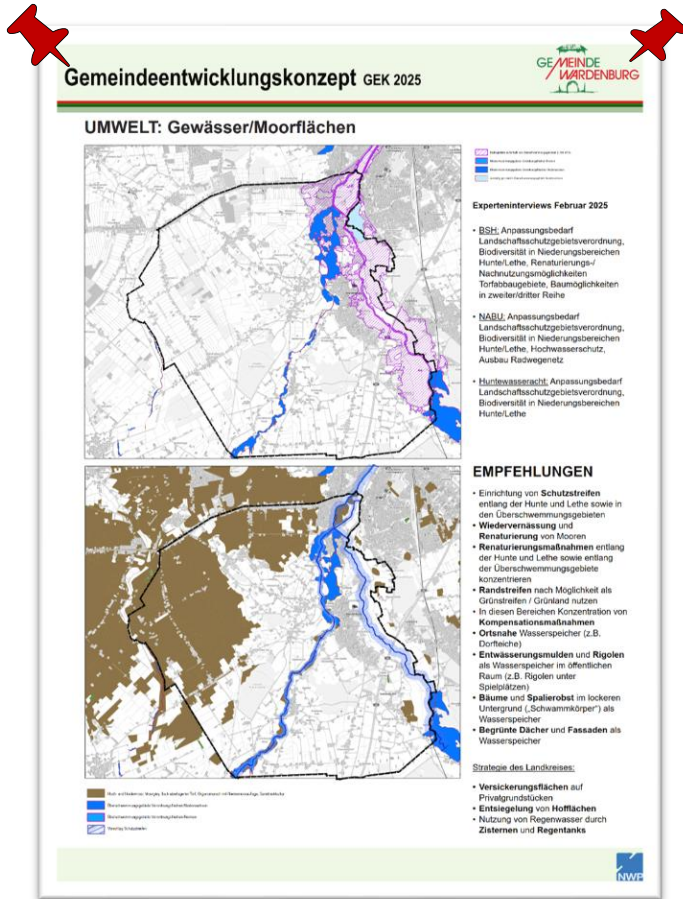 Gemeindeentwicklungskonzept GEK 2025
GEMEINDE
WARDENBURG
UMWELT: Gewässer/Moorflächen
Experteninterviews Februar 2025
• BSH: Anpassungsbedarf
Landschaftsschutzgebietsverordnung,
Biodiversität in Niederungsbereichen
Hunte/Lethe, Renaturierungs-/
Nachnutzungsmöglichkeiten
Torfabbaugebiete, Baumöglichkeiten
in zweiter/dritter Reihe
• NABU: Anpassungsbedarf
Landschaftsschutzgebietsverordnung,
Biodiversität in Niederungsbereichen
Hunte/Lethe, Hochwasserschutz,
Ausbau Radwegenetz
• Huntewasseracht: Anpassungsbedarf
Landschaftsschutzgebietsverordnung,
Biodiversität in Niederungsbereichen
Hunte/Lethe
EMPFEHLUNGEN
• Einrichtung von Schutzstreifen
entlang der Hunte und Lethe sowie in
den Überschwemmungsgebieten
• Wiedervernässung und
Renaturierung von Mooren
• Renaturierungsmaßnahmen entlang
der Hunte und Lethe sowie entlang
der Überschwemmungsgebiete
konzentrieren
• Randstreifen nach Möglichkeit als
Grünstreifen / Grünland nutzen
• In diesen Bereichen Konzentration von
Kompensationsmaßnahmen
• Ortsnahe Wasserspeicher (z.B.
Dorfteiche)
• Entwässerungsmulden und Rigolen
als Wasserspeicher im öffentlichen
Raum (z.B. Rigolen unter
Spielplätzen)
• Bäume und Spalierobst im lockeren
Untergrund („Schwammkörper“) als
Wasserspeicher
• Begrünte Dächer und Fassaden als
Wasserspeicher
Strategie des Landkreises:
• Versickerungsflächen auf
Privatgrundstücken
• Entsiegelung von Hofflächen
• Nutzung von Regenwasser durch
Zisternen und Regentanks
NWP